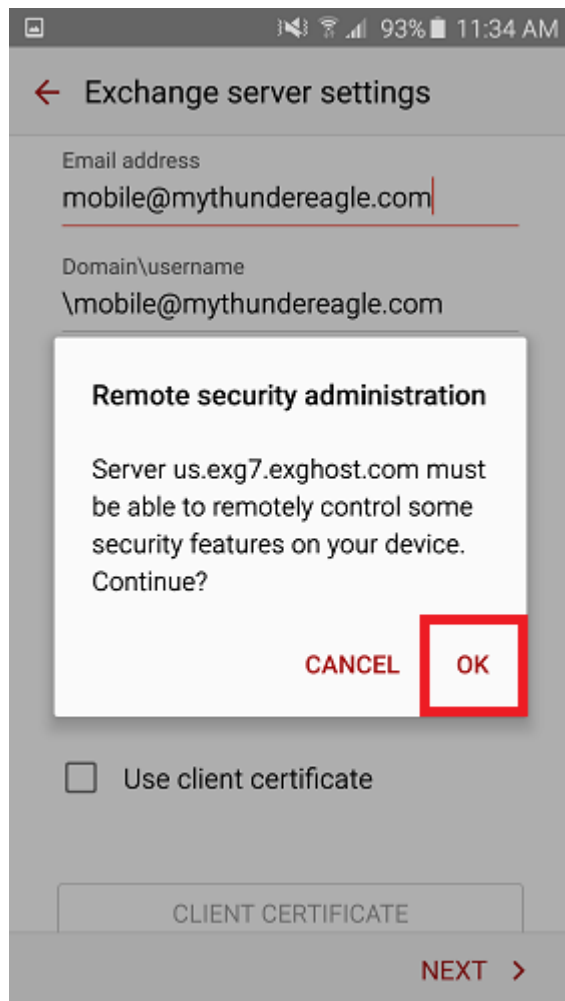 93% 11:34 AM
Exchange server settings
Email address
mobile@mythundereagle.com
Domain\username
\mobile@mythundereagle.com
Remote security administration
Server us.exg7.exghost.com must
be able to remotely control some
security features on your device.
Continue?
CANCEL OK
Use client certificate
CLIENT CERTIFICATE
NEXT